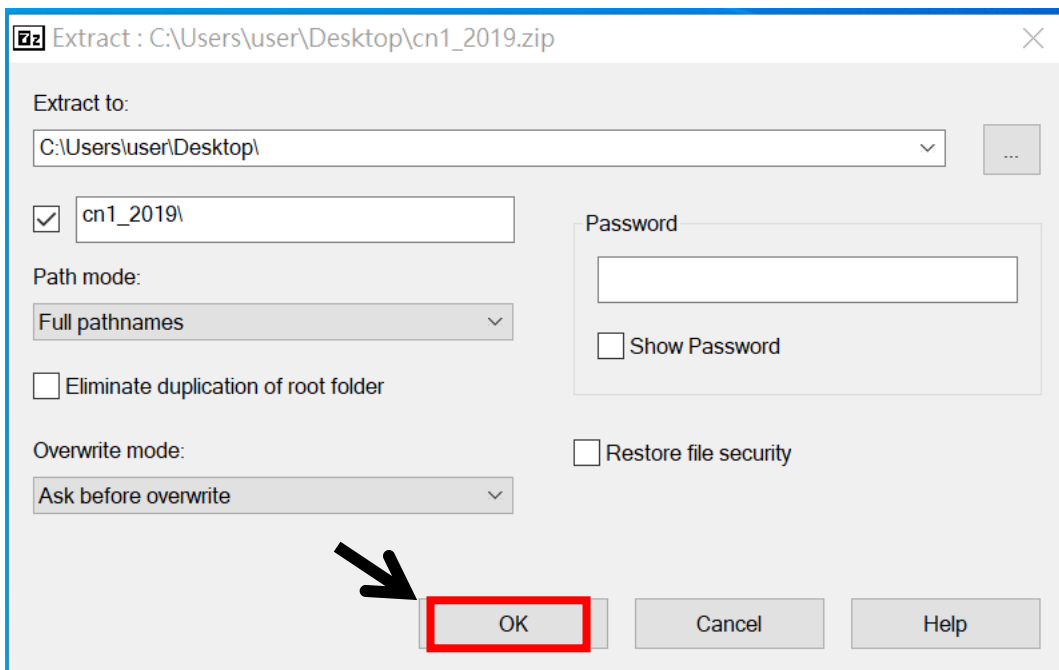 7z Extract : C:\Users\user\Desktop\cn1_2019.zip
Extract to:
C:\Users\user\Desktop\
...
cn1_2019\
Password
Path mode:
Full pathnames
Show Password
Eliminate duplication of root folder
Overwrite mode:
Restore file security
Ask before overwrite
OK Cancel Help